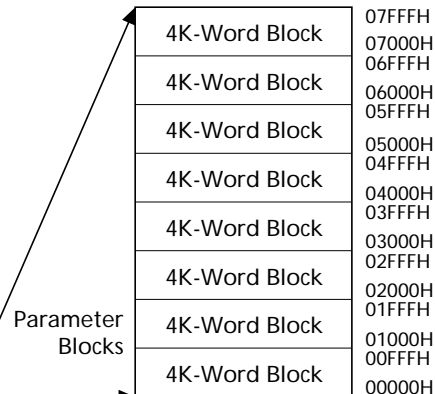 07FFFH
4K-Word Block
07000H
06FFFH
4K-Word Block
06000H
05FFFH
4K-Word Block
05000H
04FFFH
4K-Word Block
04000H
03FFFH
4K-Word Block
03000H
02FFFH
4K-Word Block
02000H
01FFFH
Parameter
Blocks
4K-Word Block
01000H
00FFFH
4K-Word Block
00000H